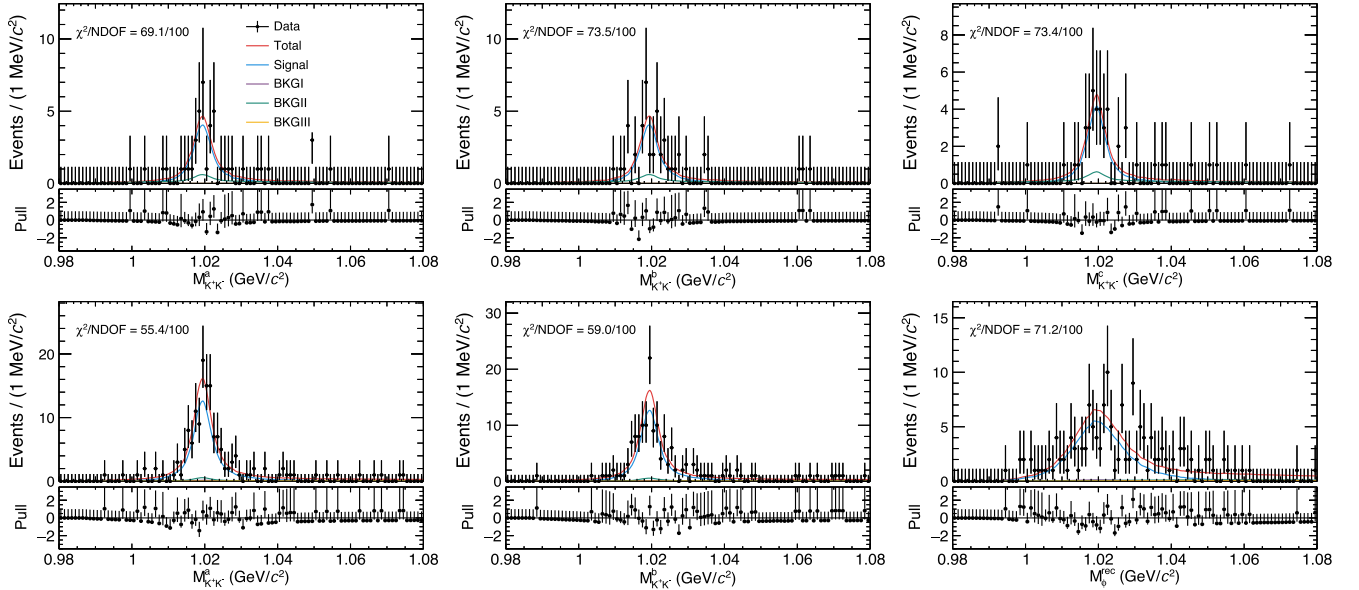 χ²/NDOF = 69.1/100
Data
Total
Signal
BKGI
BKGII
BKGIII
10
5
0
Events / (1 MeV/c²)
2
0
−2
Pull
0.98 1 1.02 1.04 1.06 1.08
Mᵃ_K⁺K⁻ (GeV/c²)
χ²/NDOF = 73.5/100
10
5
0
Events / (1 MeV/c²)
2
0
−2
Pull
0.98 1 1.02 1.04 1.06 1.08
Mᵇ_K⁺K⁻ (GeV/c²)
χ²/NDOF = 73.4/100
8
6
4
2
0
Events / (1 MeV/c²)
2
0
−2
Pull
0.98 1 1.02 1.04 1.06 1.08
Mᶜ_K⁺K⁻ (GeV/c²)
χ²/NDOF = 55.4/100
20
10
0
Events / (1 MeV/c²)
2
0
−2
Pull
0.98 1 1.02 1.04 1.06 1.08
Mᵃ_K⁺K⁻ (GeV/c²)
χ²/NDOF = 59.0/100
30
20
10
0
Events / (1 MeV/c²)
2
0
−2
Pull
0.98 1 1.02 1.04 1.06 1.08
Mᵇ_K⁺K⁻ (GeV/c²)
χ²/NDOF = 71.2/100
15
10
5
0
Events / (1 MeV/c²)
2
0
−2
Pull
0.98 1 1.02 1.04 1.06 1.08
M^rec_ϕ (GeV/c²)